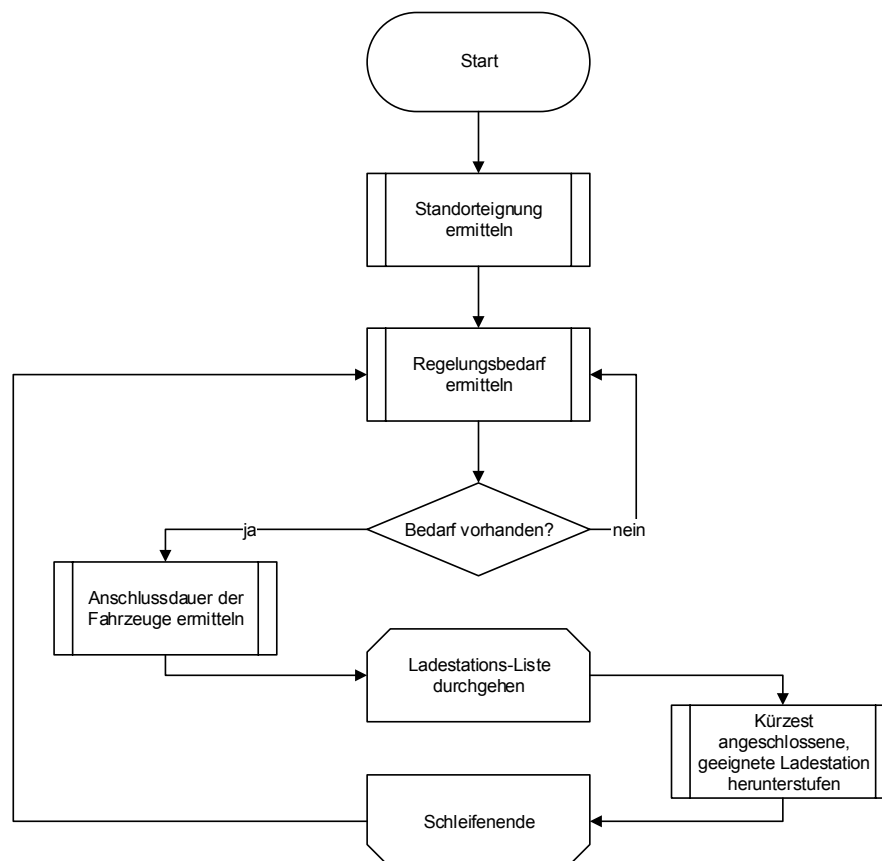 Start
Standorteignung
ermitteln
Regelungsbedarf
ermitteln
Bedarf vorhanden?
ja
nein
Anschlussdauer der
Fahrzeuge ermitteln
Ladestations-Liste
durchgehen
Kürzest
angeschlossene,
geeignete Ladestation
herunterstufen
Schleifenende